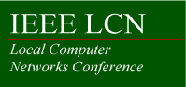 IEEE LCN
Local Computer
Networks Conference